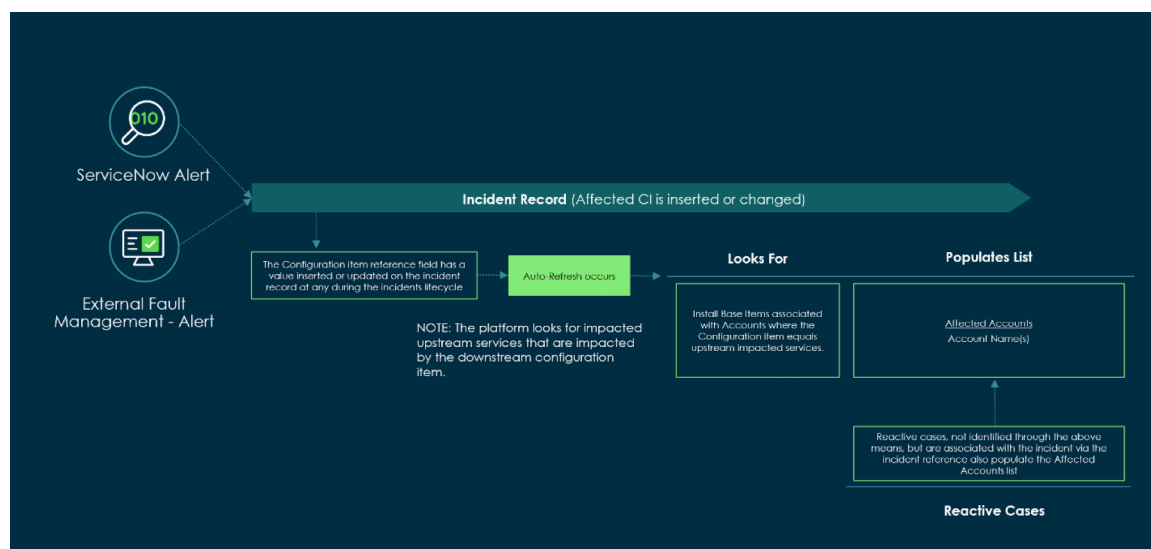 010
ServiceNow Alert
External Fault
Management - Alert
Incident Record (Affected CI is inserted or changed)
The Configuration item reference field has a
value inserted or updated on the incident
record at any during the incidents lifecycle
Auto-Refresh occurs
NOTE: The platform looks for impacted
upstream services that are impacted
by the downstream configuration
item.
Looks For
Install Base Items associated
with Accounts where the
Configuration item equals
upstream impacted services.
Populates List
Affected Accounts
Account Name(s)
Reactive cases, not identified through the above
means, but are associated with the incident via the
incident reference also populate the Affected
Accounts list
Reactive Cases